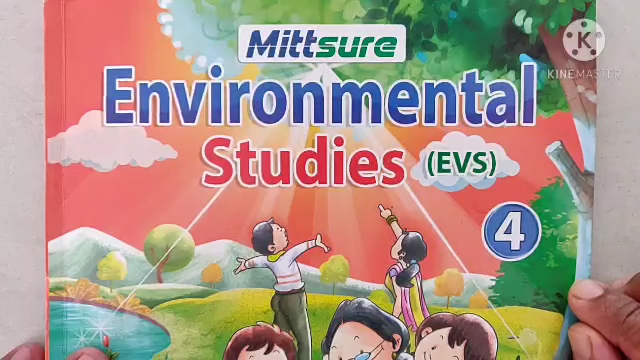 Mittsure
Environmental
Studies (EVS)
4
K
KINEMASTER